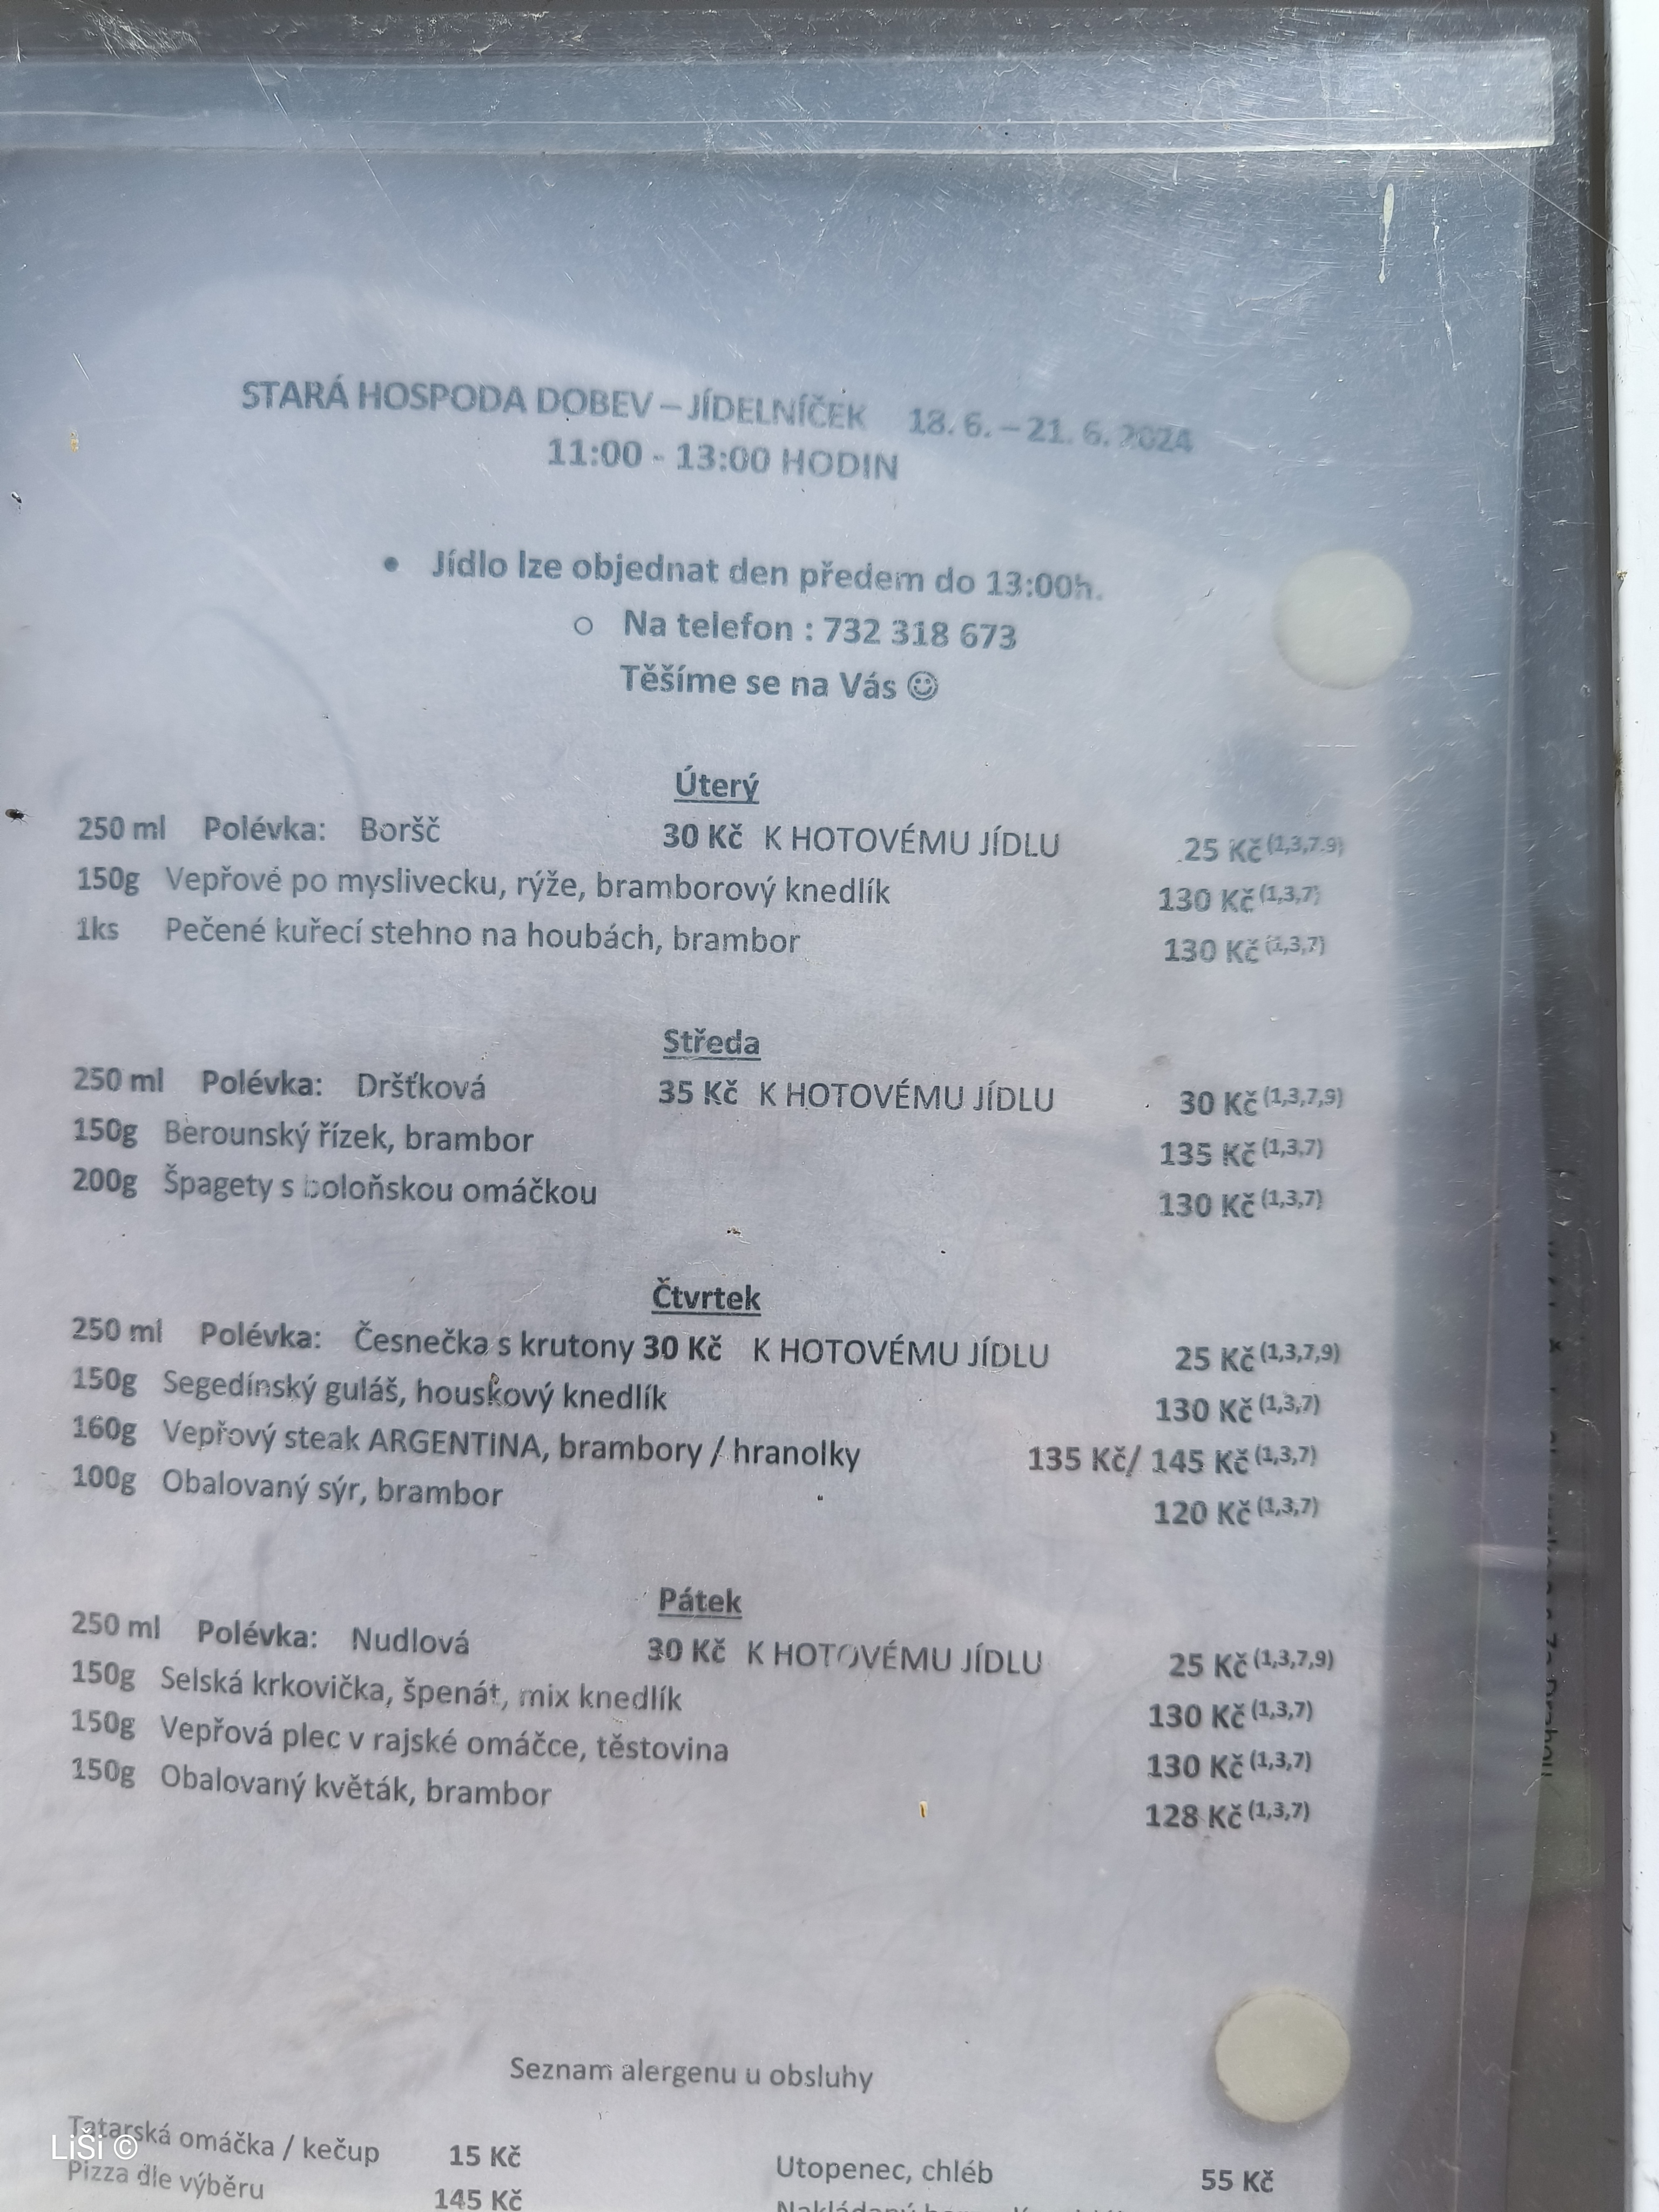 STARÁ HOSPODA DOBEV – JÍDELNÍČEK 18. 6. – 21. 6. 2024
11:00 - 13:00 HODIN
• Jídlo lze objednat den předem do 13:00h.
○ Na telefon : 732 318 673
Těšíme se na Vás ☺
Úterý
250 ml Polévka: Boršč 30 Kč K HOTOVÉMU JÍDLU 25 Kč (1,3,7.9)
150g Vepřové po myslivecku, rýže, bramborový knedlík 130 Kč (1,3,7)
1ks Pečené kuřecí stehno na houbách, brambor 130 Kč (1,3,7)
Středa
250 ml Polévka: Dršťková 35 Kč K HOTOVÉMU JÍDLU 30 Kč (1,3,7,9)
150g Berounský řízek, brambor 135 Kč (1,3,7)
200g Špagety s boloňskou omáčkou 130 Kč (1,3,7)
Čtvrtek
250 ml Polévka: Česnečka s krutony 30 Kč K HOTOVÉMU JÍDLU 25 Kč (1,3,7,9)
150g Segedínský guláš, houskový knedlík 130 Kč (1,3,7)
160g Vepřový steak ARGENTINA, brambory / hranolky 135 Kč/ 145 Kč (1,3,7)
100g Obalovaný sýr, brambor 120 Kč (1,3,7)
Pátek
250 ml Polévka: Nudlová 30 Kč K HOTOVÉMU JÍDLU 25 Kč (1,3,7,9)
150g Selská krkovička, špenát, mix knedlík 130 Kč (1,3,7)
150g Vepřová plec v rajské omáčce, těstovina 130 Kč (1,3,7)
150g Obalovaný květák, brambor 128 Kč (1,3,7)
Seznam alergenu u obsluhy
Tatarská omáčka / kečup 15 Kč Utopenec, chléb 55 Kč
Pizza dle výběru 145 Kč
LiŠi ©